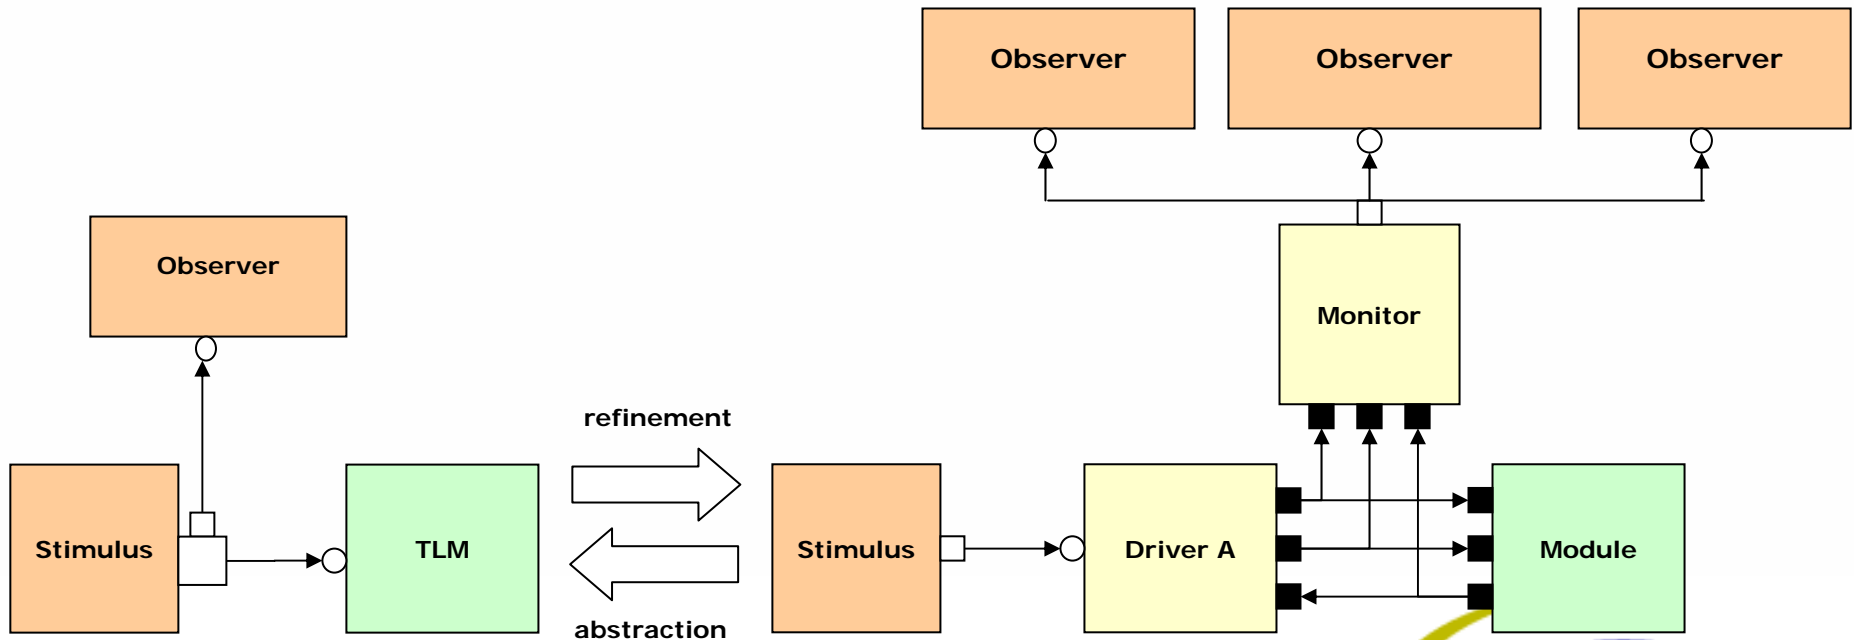 Observer
Observer
Observer
Observer
Monitor
refinement
Stimulus
TLM
Stimulus
Driver A
Module
abstraction